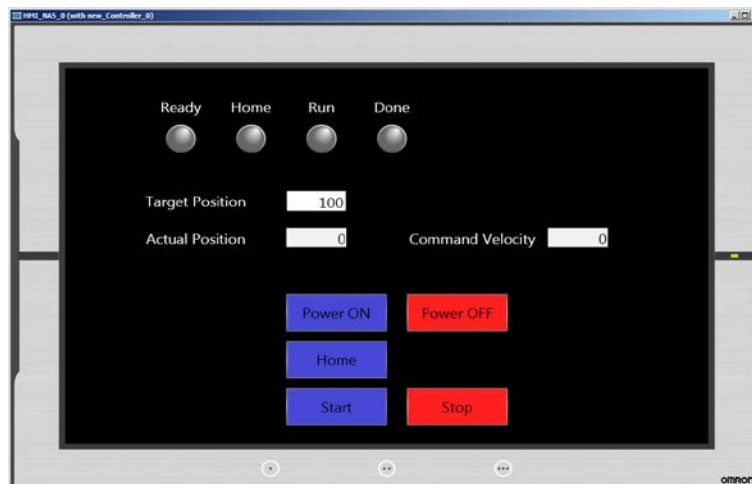 HMI_NA5_0 (with new_Controller_0)
Ready Home Run Done
Target Position 100
Actual Position 0 Command Velocity 0
Power ON Power OFF
Home
Start Stop
OMRON